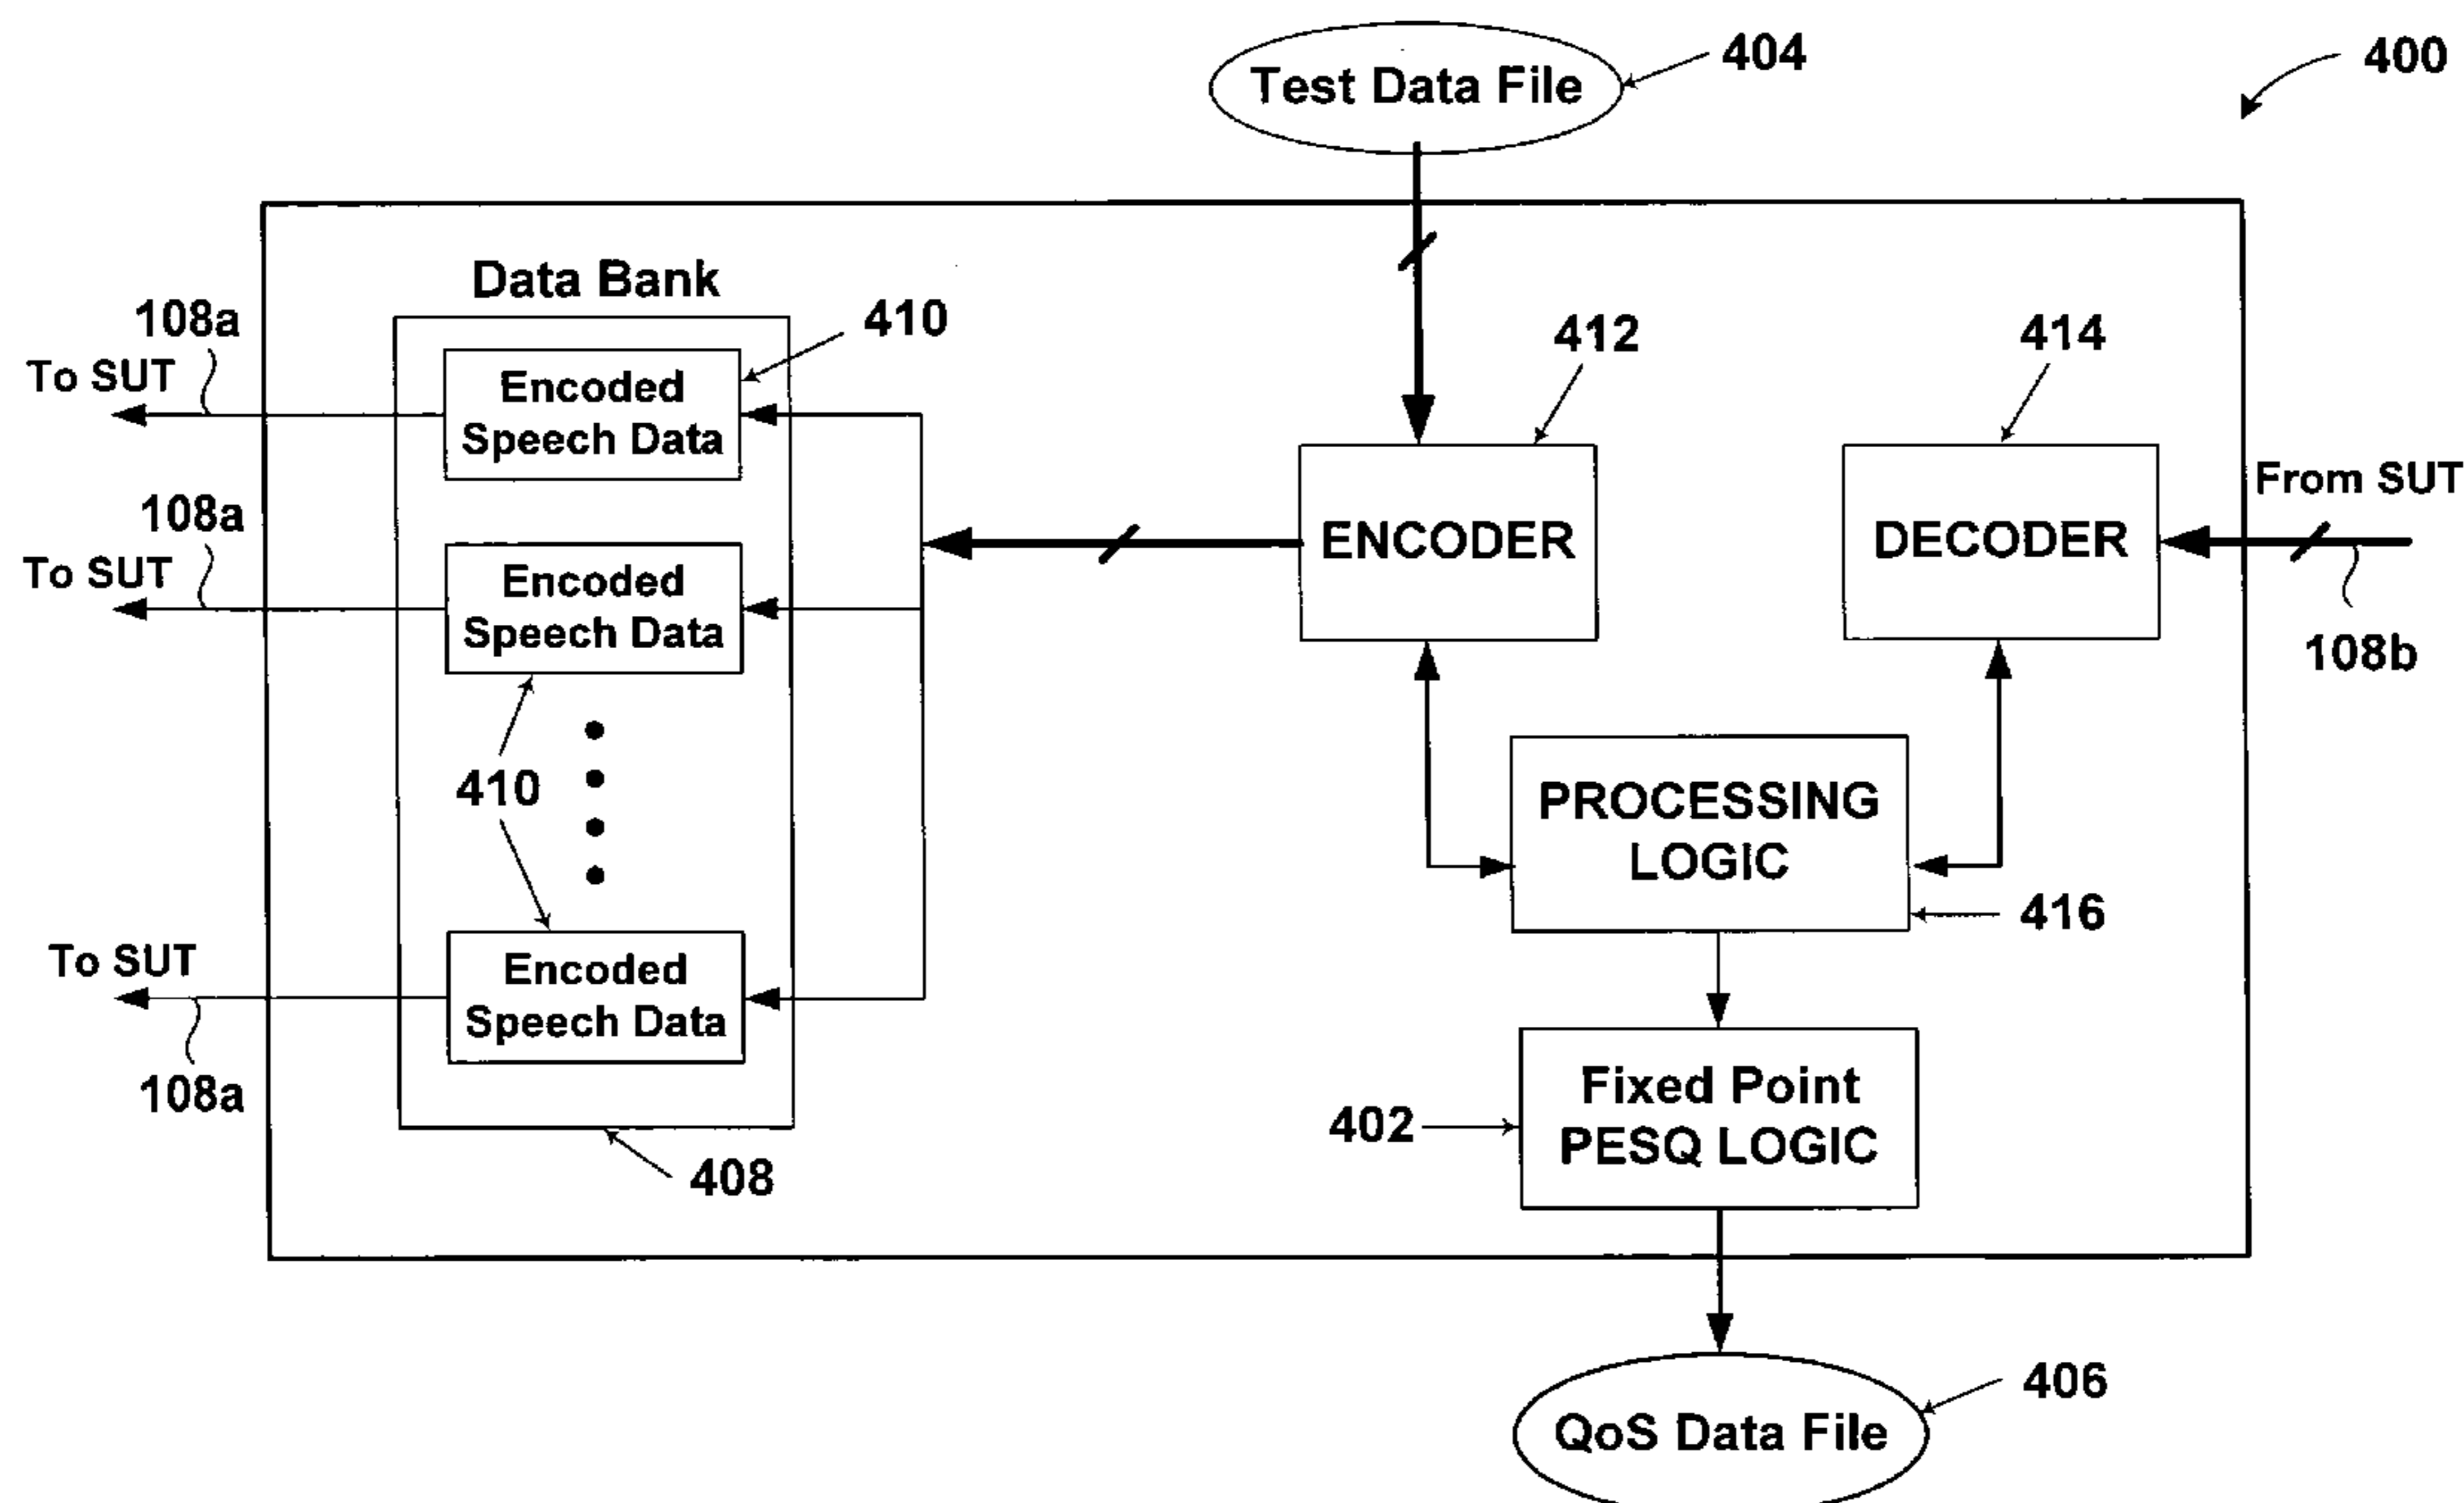 Test Data File
404
400
Data Bank
108a
To SUT
410
Encoded
Speech Data
412
414
From SUT
108a
To SUT
Encoded
Speech Data
ENCODER
DECODER
108b
410
PROCESSING
LOGIC
416
To SUT
Encoded
Speech Data
108a
402
Fixed Point
PESQ LOGIC
408
406
QoS Data File